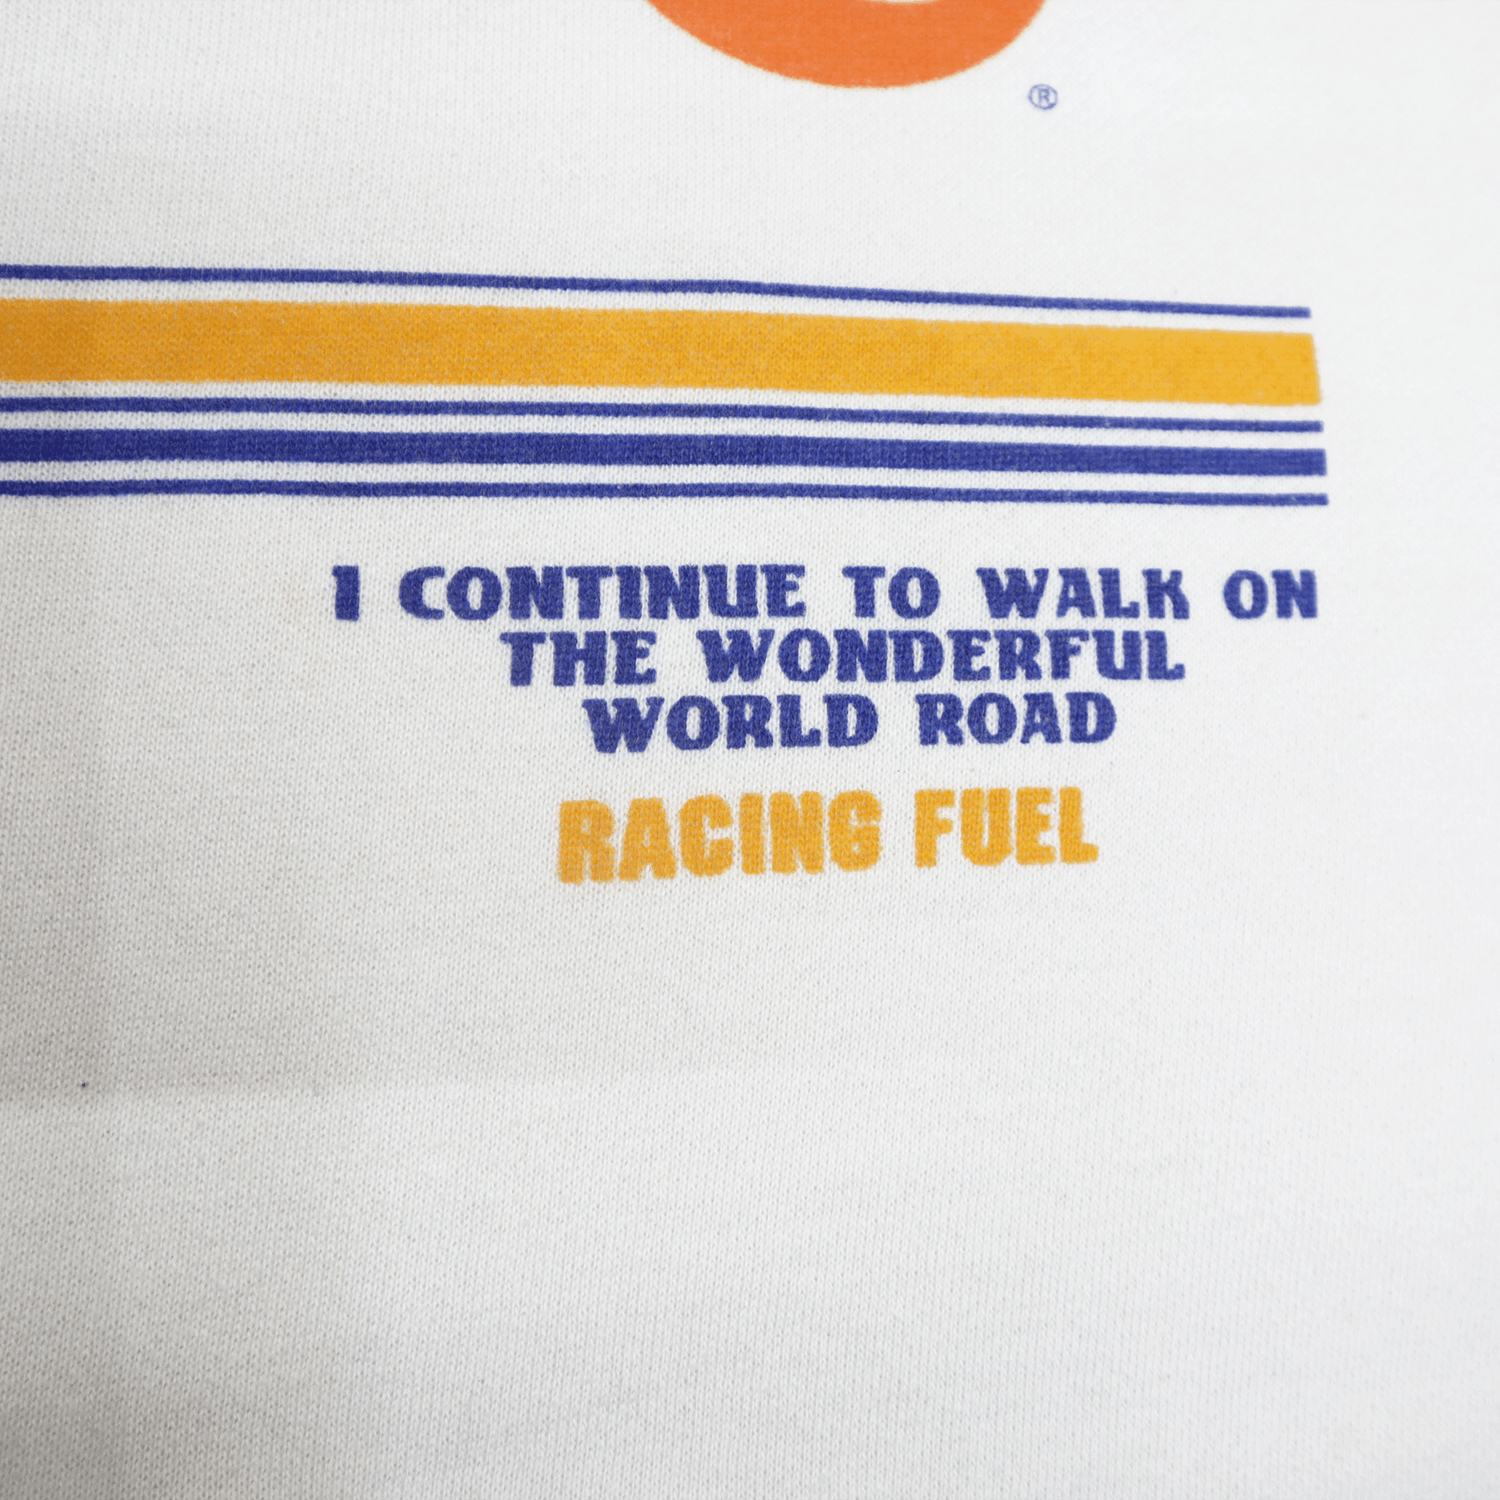 ®
I CONTINUE TO WALK ON
THE WONDERFUL
WORLD ROAD
RACING FUEL